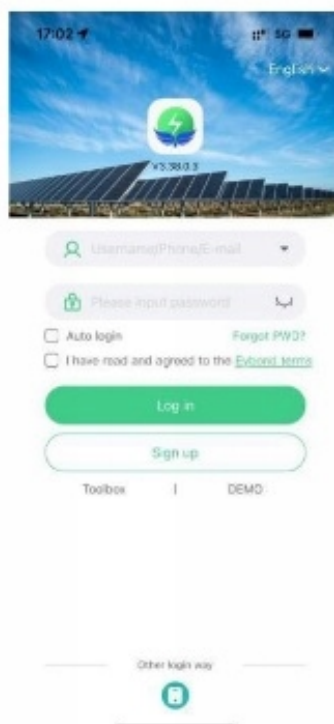 17:02
5G
English
V3.38.0.3
Username/Phone/E-mail
Please input password
Auto login
Forgot PWD?
I have read and agreed to the Eybond terms
Log in
Sign up
Toolbox | DEMO
Other login way